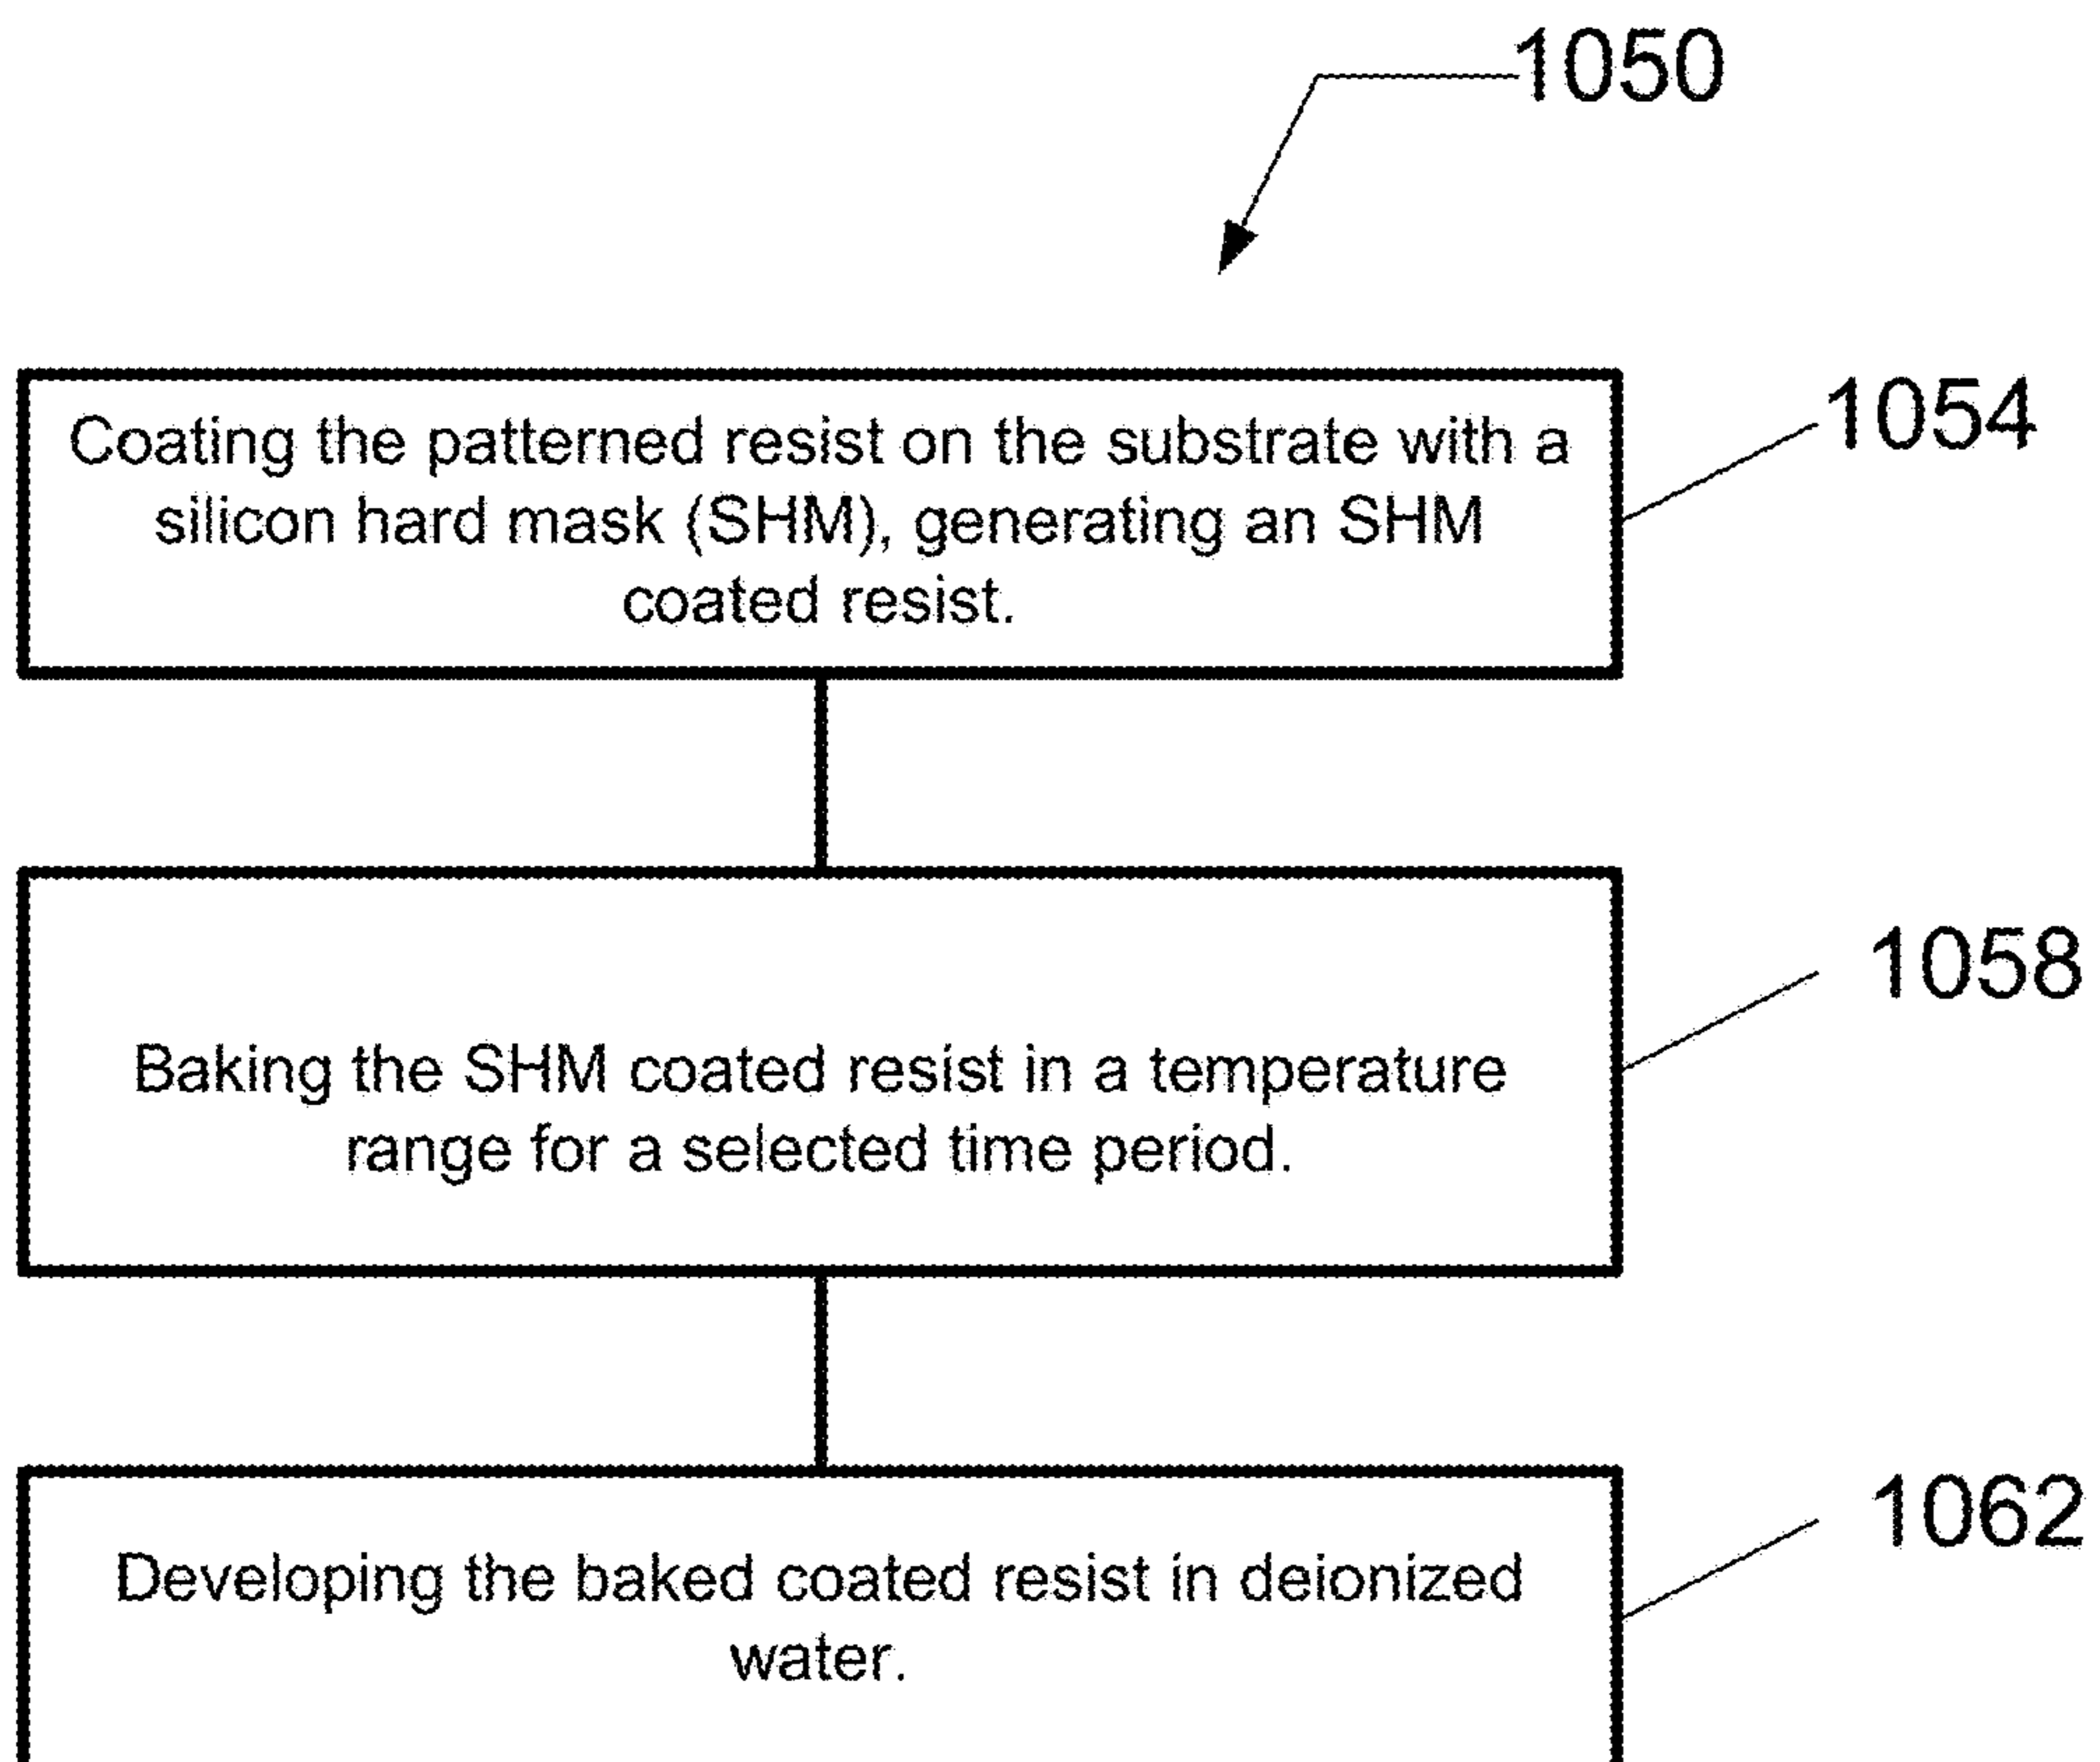 1050
Coating the patterned resist on the substrate with a
silicon hard mask (SHM), generating an SHM
coated resist.
1054
Baking the SHM coated resist in a temperature
range for a selected time period.
1058
Developing the baked coated resist in deionized
water.
1062